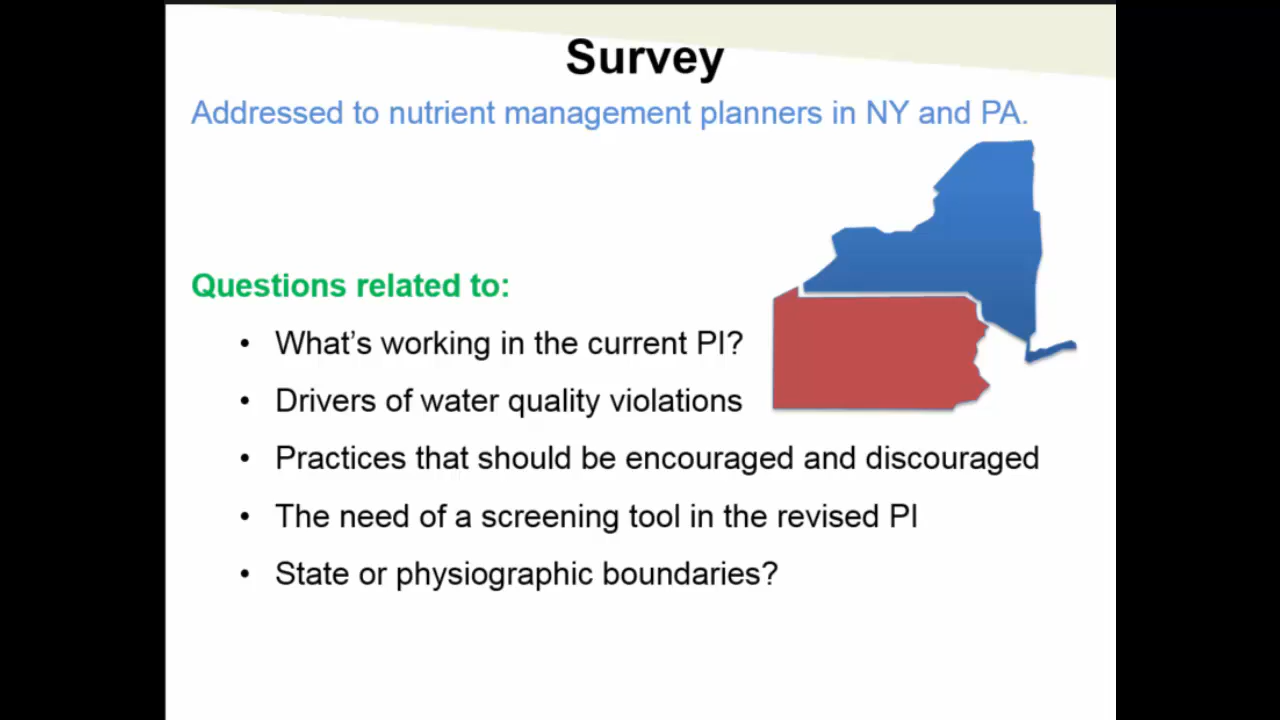 Survey
Addressed to nutrient management planners in NY and PA.
Questions related to:
• What's working in the current PI?
• Drivers of water quality violations
• Practices that should be encouraged and discouraged
• The need of a screening tool in the revised PI
• State or physiographic boundaries?